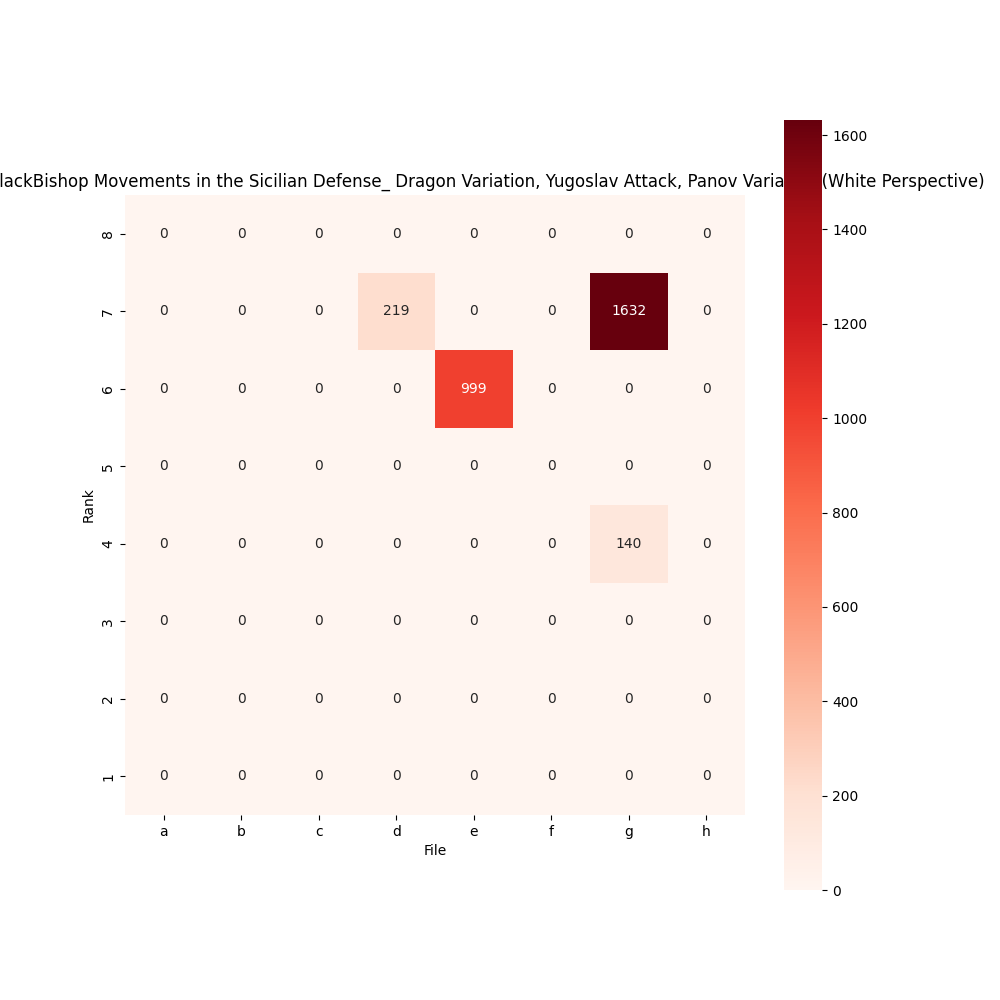 lackBishop Movements in the Sicilian Defense_ Dragon Variation, Yugoslav Attack, Panov Varia (White Perspective)
8 0 0 0 0 0 0 0 0
7 0 0 0 219 0 0 1632 0
6 0 0 0 0 999 0 0 0
5 0 0 0 0 0 0 0 0
4 0 0 0 0 0 0 140 0
3 0 0 0 0 0 0 0 0
2 0 0 0 0 0 0 0 0
1 0 0 0 0 0 0 0 0
Rank
a b c d e f g h
File
1600
1400
1200
1000
800
600
400
200
0